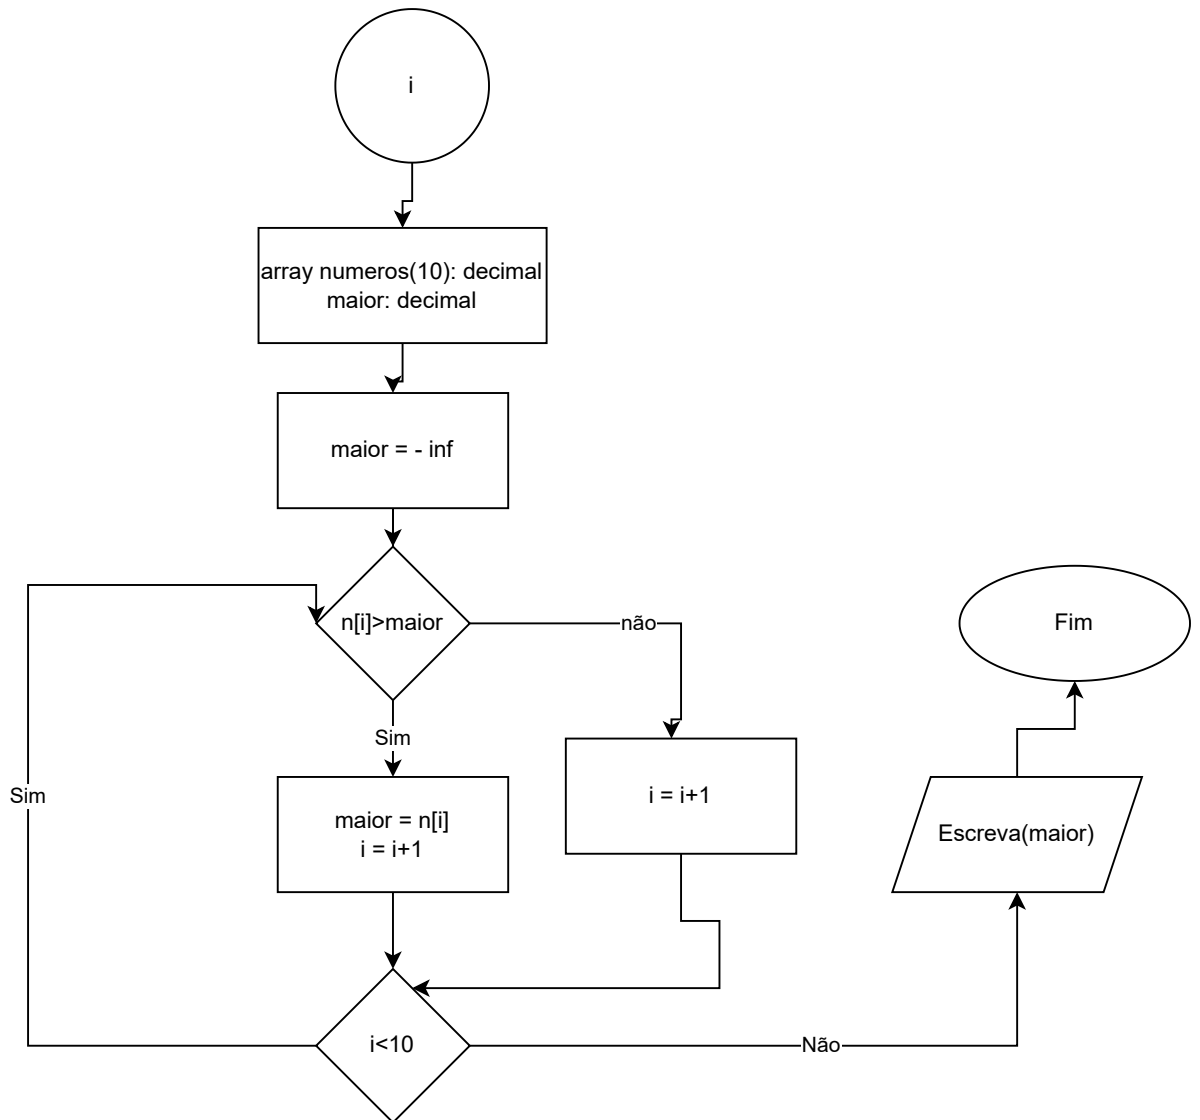 i
array numeros(10): decimal
maior: decimal
maior = - inf
n[i]>maior
não
Fim
Sim
Sim
maior = n[i]
i = i+1
i = i+1
Escreva(maior)
i<10
Não